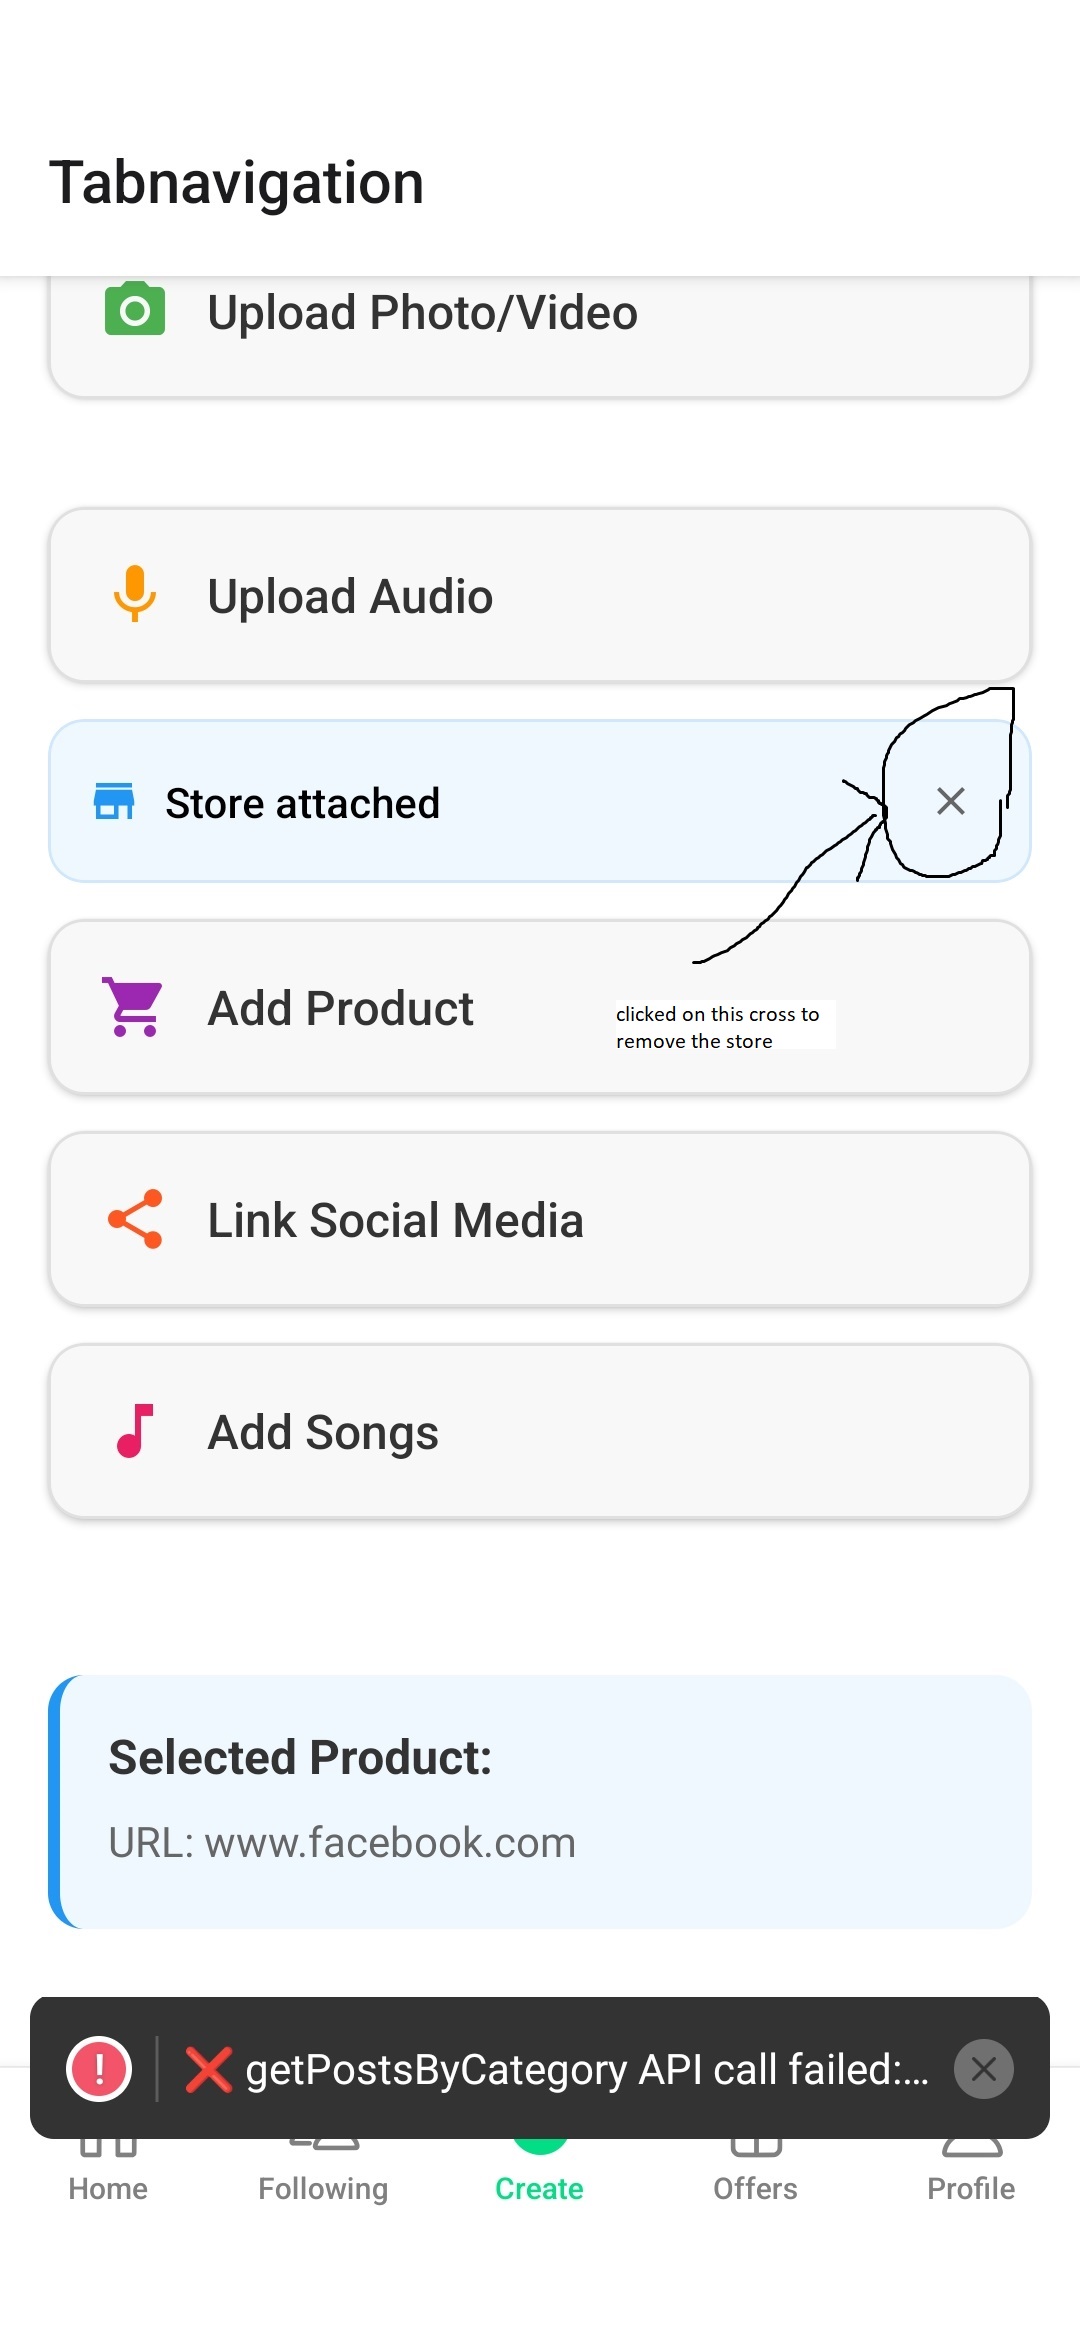 Tabnavigation
Upload Photo/Video
Upload Audio
Store attached
Add Product
clicked on this cross to
remove the store
Link Social Media
Add Songs
Selected Product:
URL: www.facebook.com
! ❌ getPostsByCategory API call failed:...
Home Following Create Offers Profile